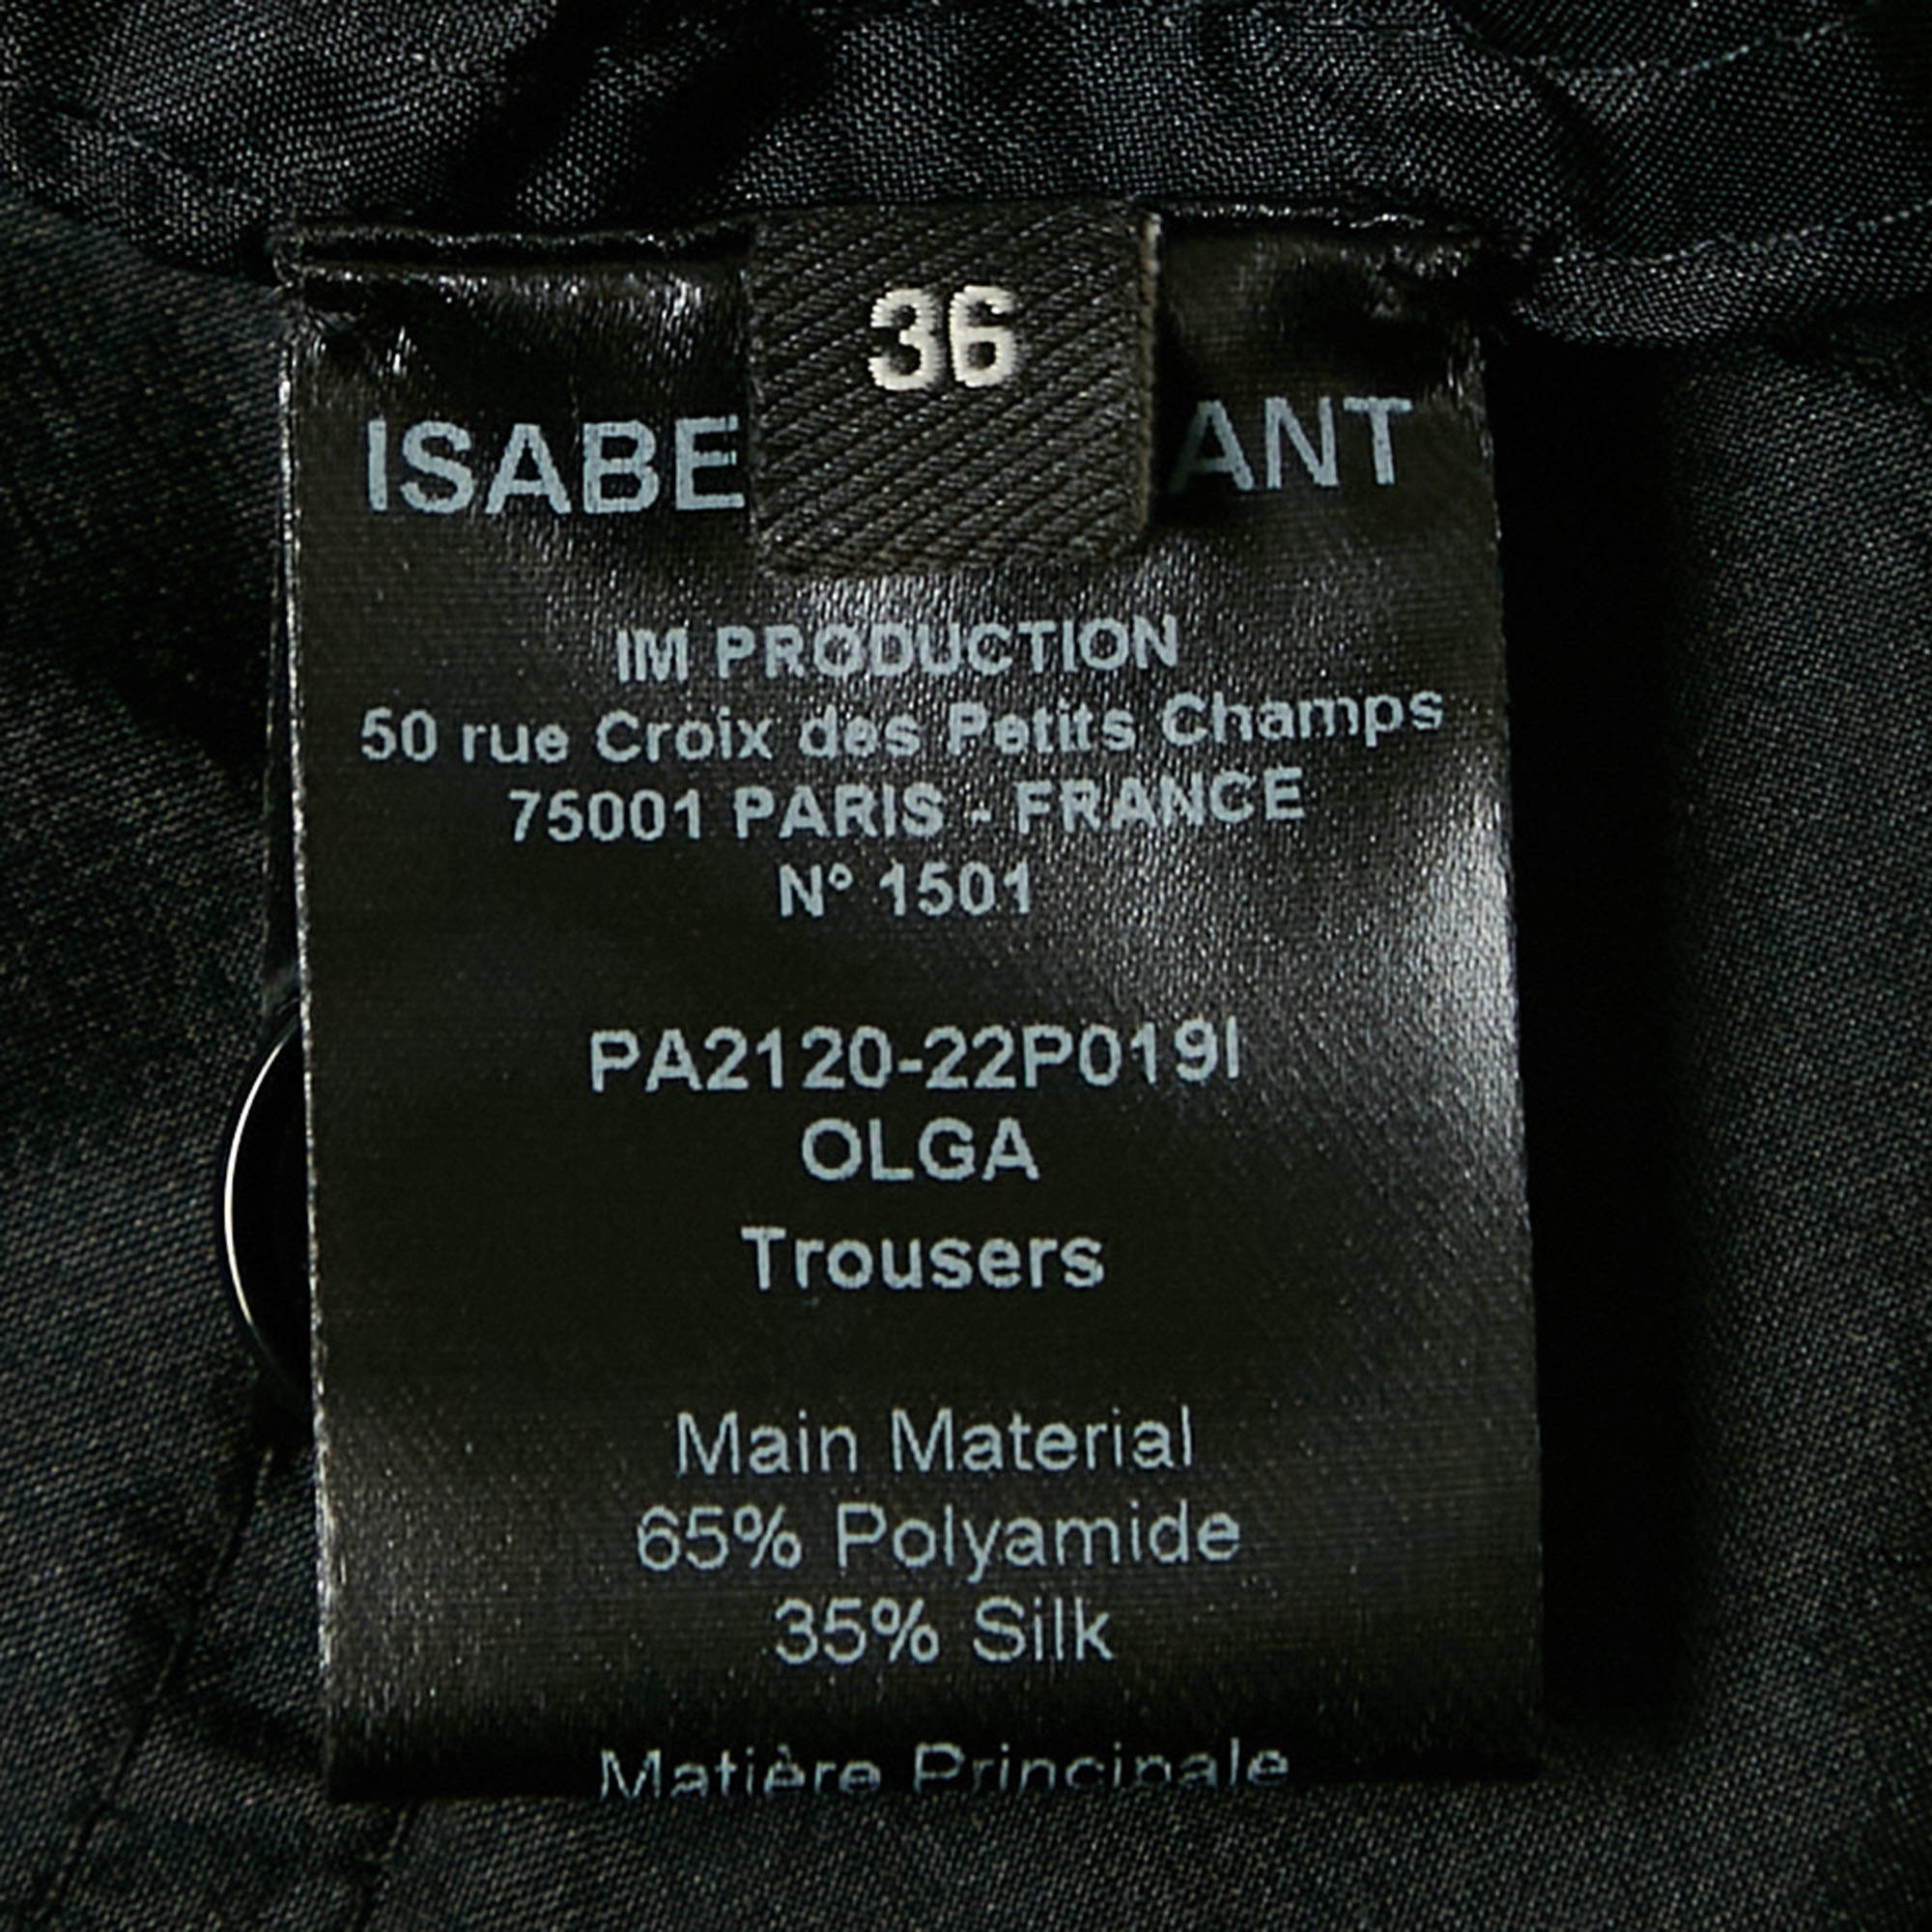 36
ISABE ANT
IM PRODUCTION
50 rue Croix des Petits Champs
75001 PARIS - FRANCE
N° 1501
PA2120-22P019I
OLGA
Trousers
Main Material
65% Polyamide
35% Silk
Matière Principale